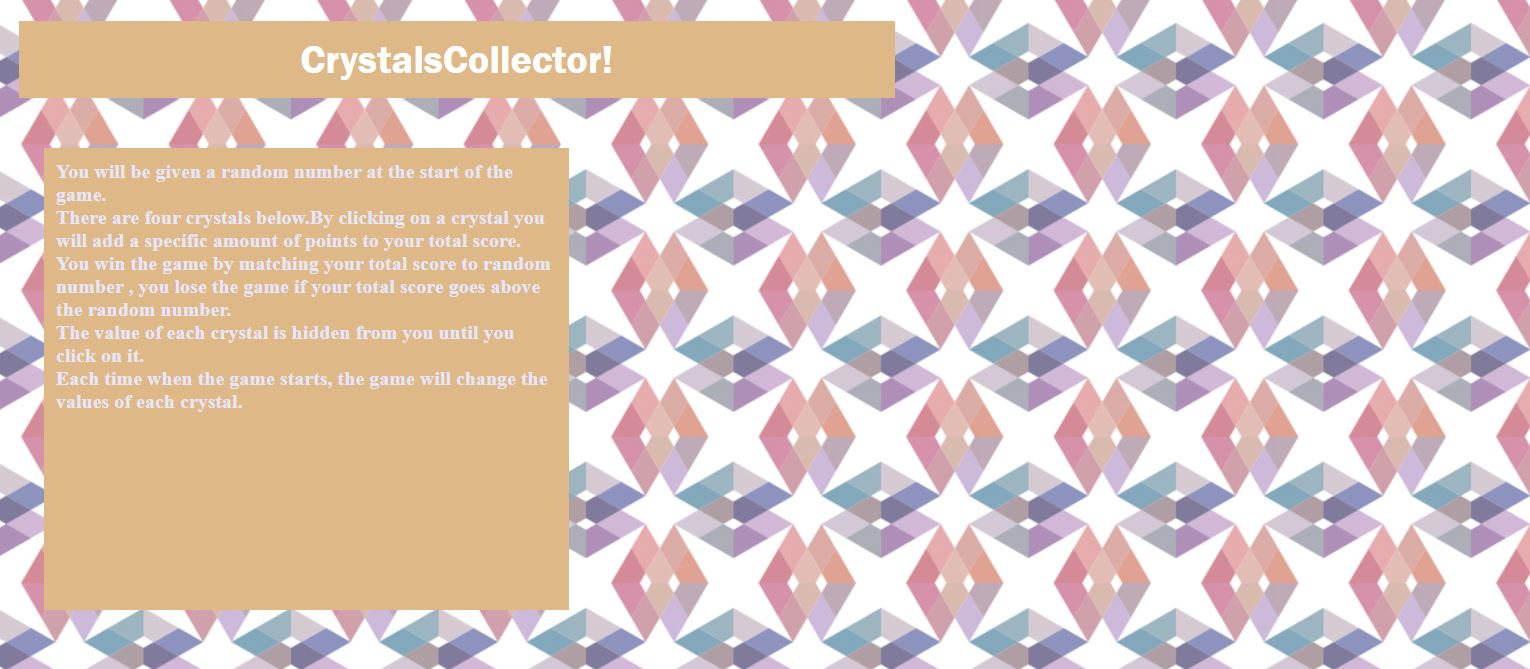 CrystalsCollector!
You will be given a random number at the start of the
game.
There are four crystals below.By clicking on a crystal you
will add a specific amount of points to your total score.
You win the game by matching your total score to random
number , you lose the game if your total score goes above
the random number.
The value of each crystal is hidden from you until you
click on it.
Each time when the game starts, the game will change the
values of each crystal.